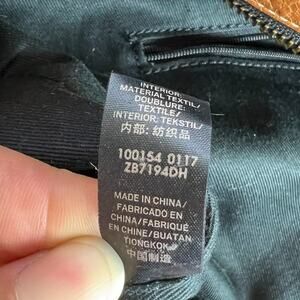 INTERIOR:
MATERIAL TEXTIL/
DOUBLURE:
TEXTILE/
INTERIOR: TEKSTIL/
内部: 纺织品
100154 0117
ZB7194DH
MADE IN CHINA/
FABRICADO EN
CHINA/FABRIQUÉ
EN CHINE/BUATAN
TIONGKOK/
中国制造